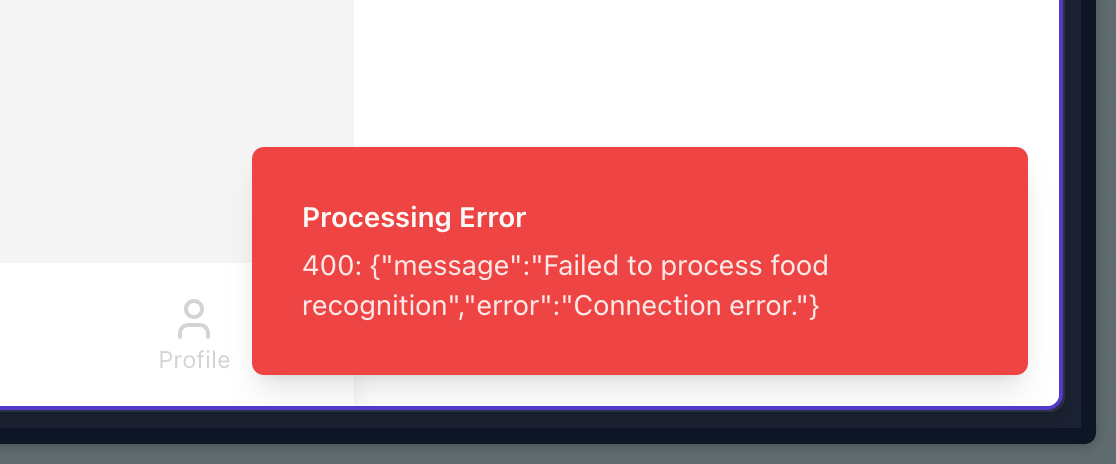 Processing Error
400: {"message":"Failed to process food
recognition","error":"Connection error."}
Profile